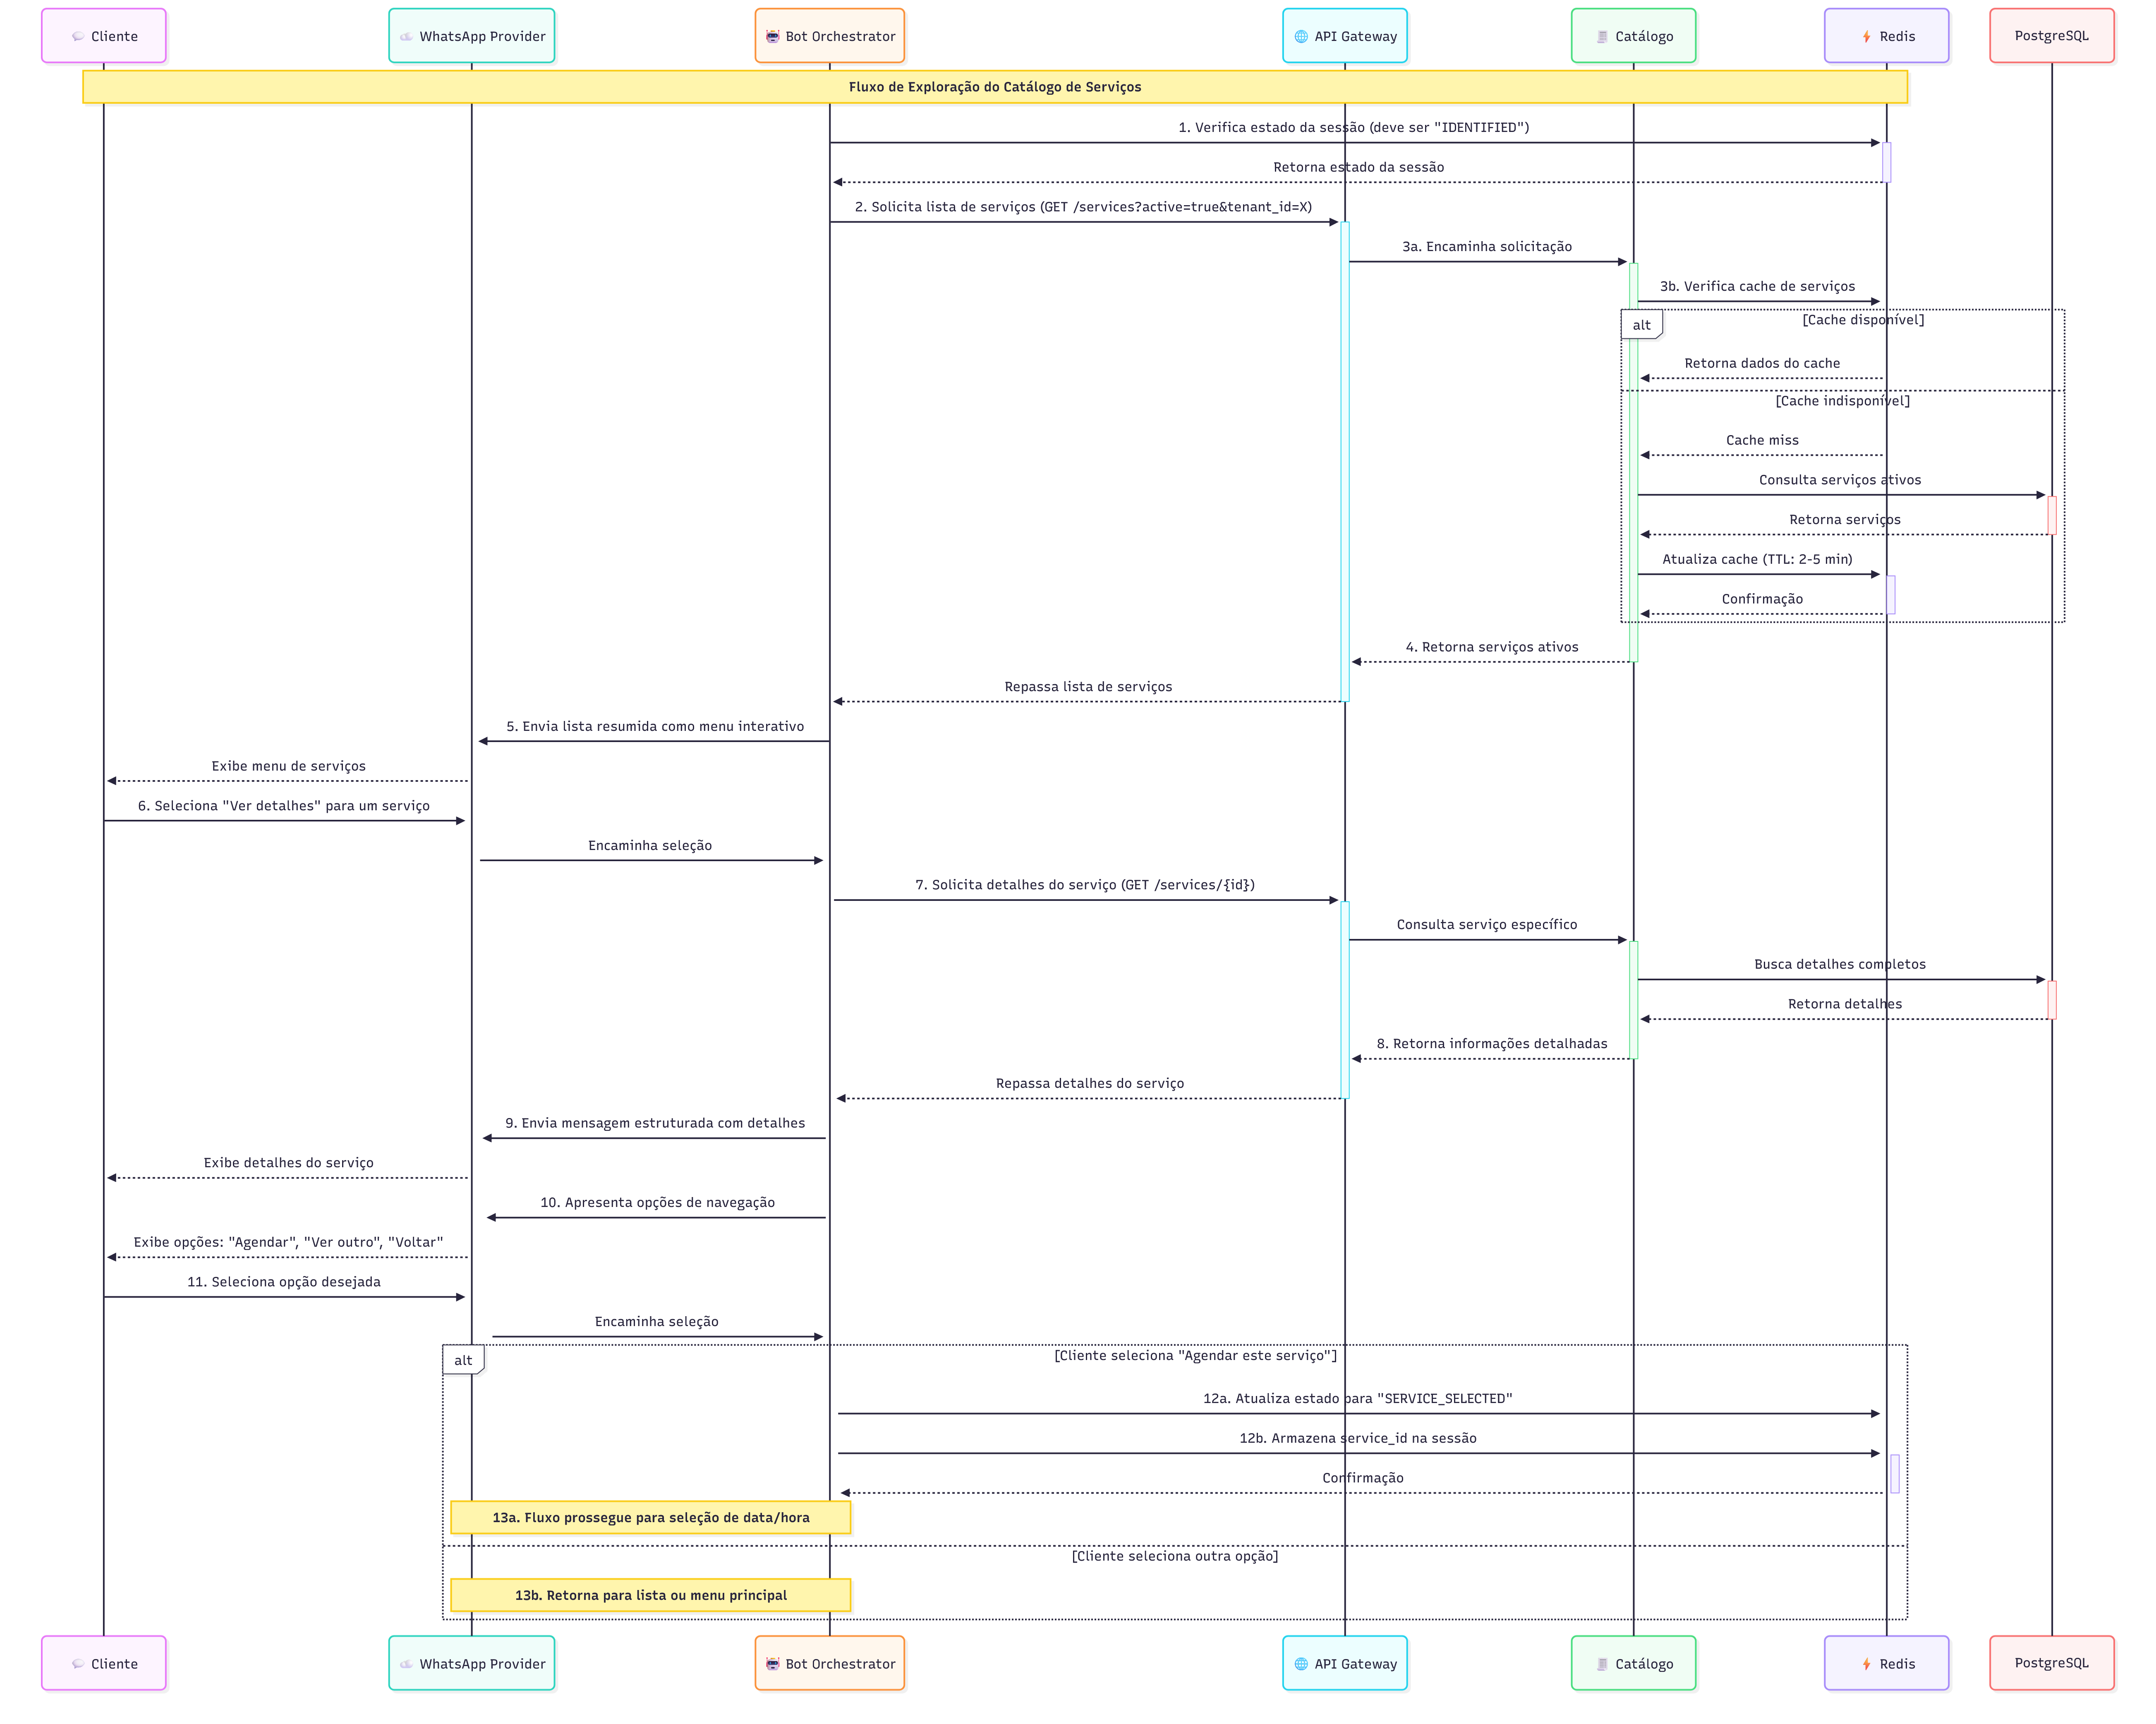 Cliente
WhatsApp Provider
Bot Orchestrator
API Gateway
Catálogo
Redis
PostgreSQL
Fluxo de Exploração do Catálogo de Serviços
1. Verifica estado da sessão (deve ser "IDENTIFIED")
Retorna estado da sessão
2. Solicita lista de serviços (GET /services?active=true&tenant_id=X)
3a. Encaminha solicitação
3b. Verifica cache de serviços
alt
[Cache disponível]
Retorna dados do cache
[Cache indisponível]
Cache miss
Consulta serviços ativos
Retorna serviços
Atualiza cache (TTL: 2-5 min)
Confirmação
4. Retorna serviços ativos
Repassa lista de serviços
5. Envia lista resumida como menu interativo
Exibe menu de serviços
6. Seleciona "Ver detalhes" para um serviço
Encaminha seleção
7. Solicita detalhes do serviço (GET /services/{id})
Consulta serviço específico
Busca detalhes completos
Retorna detalhes
8. Retorna informações detalhadas
Repassa detalhes do serviço
9. Envia mensagem estruturada com detalhes
Exibe detalhes do serviço
10. Apresenta opções de navegação
Exibe opções: "Agendar", "Ver outro", "Voltar"
11. Seleciona opção desejada
Encaminha seleção
alt
[Cliente seleciona "Agendar este serviço"]
12a. Atualiza estado para "SERVICE_SELECTED"
12b. Armazena service_id na sessão
Confirmação
13a. Fluxo prossegue para seleção de data/hora
[Cliente seleciona outra opção]
13b. Retorna para lista ou menu principal
Cliente
WhatsApp Provider
Bot Orchestrator
API Gateway
Catálogo
Redis
PostgreSQL